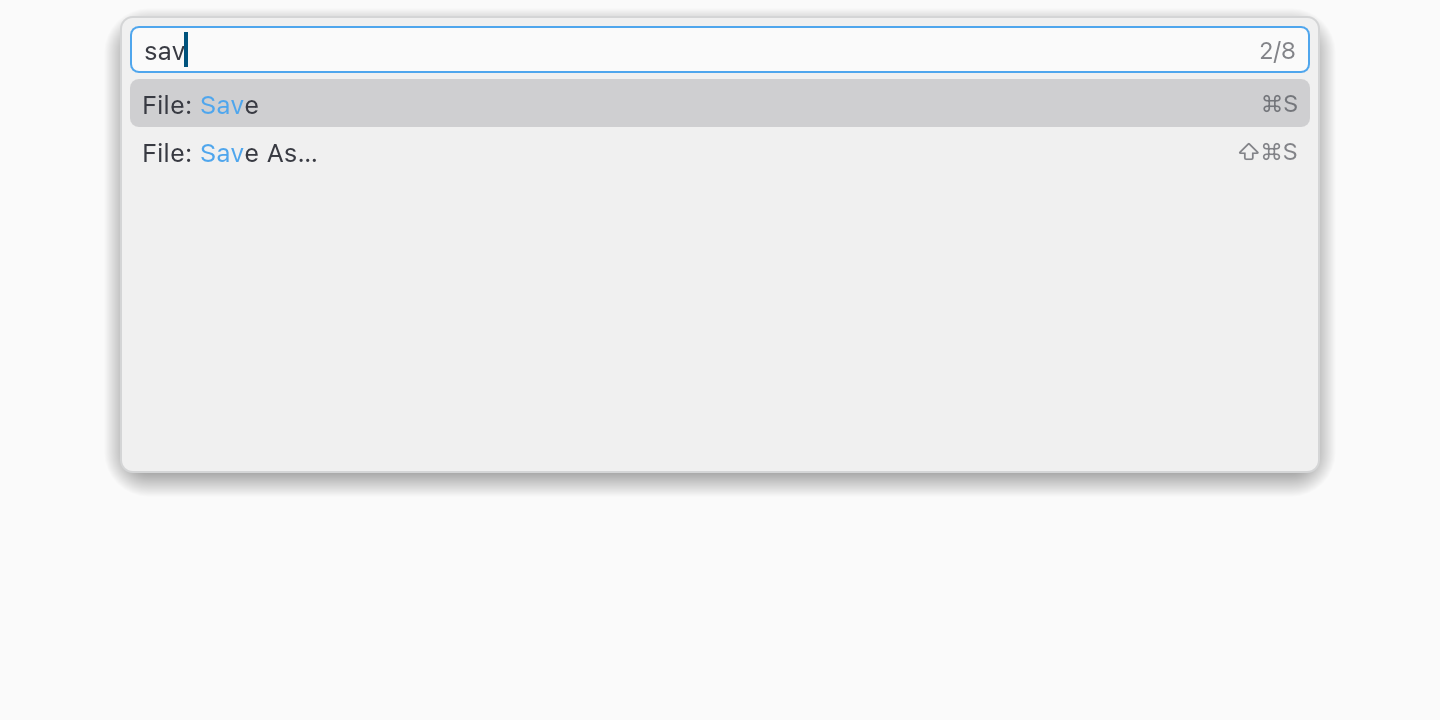 sav 2/8
File: Save ⌘S
File: Save As... ⇧⌘S